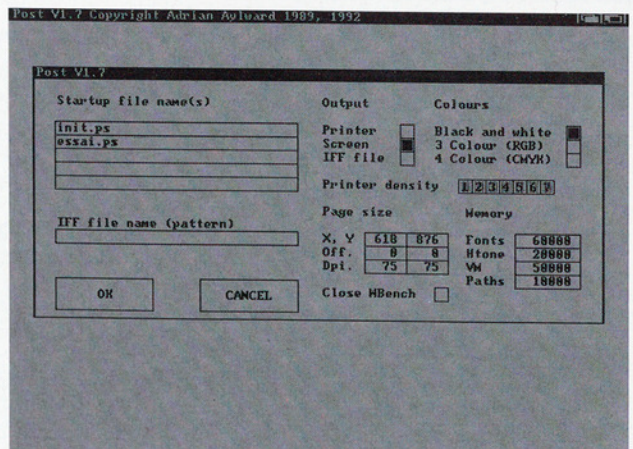 Post V1.7 Copyright Adrian Aylward 1989, 1992
Post V1.7
Startup file name(s)
init.ps
essai.ps
IFF file name (pattern)
OK
CANCEL
Output
Printer
Screen
IFF file
Colours
Black and white
3 Colour (RGB)
4 Colour (CMYK)
Printer density 1 2 3 4 5 6 7
Page size
X, Y 618 876
Off. 0 0
Dpi. 75 75
Close WBench
Memory
Fonts 60000
Htone 20000
VM 50000
Paths 10000